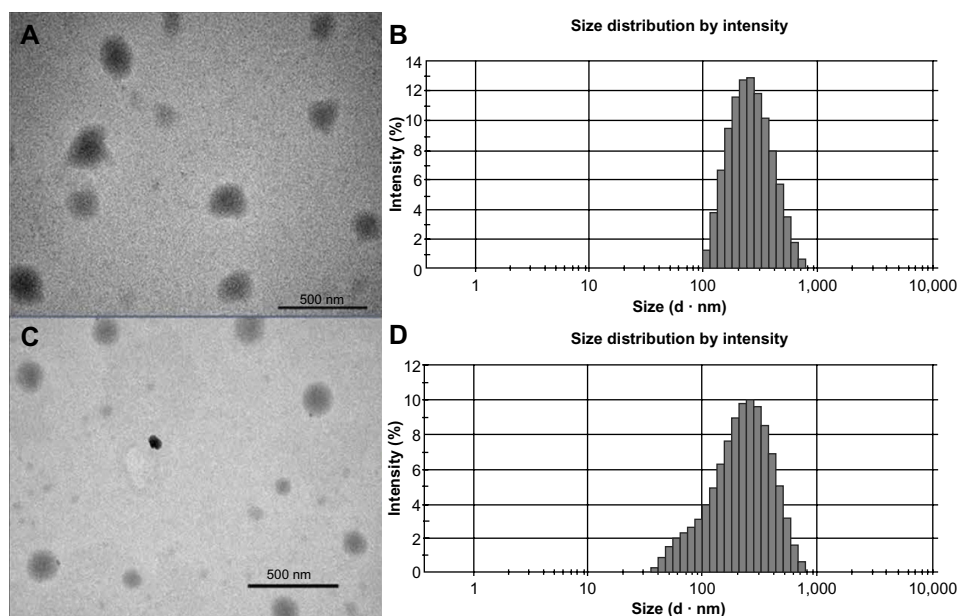 A
500 nm
B
Size distribution by intensity
Intensity (%)
14
12
10
8
6
4
2
0
1 10 100 1,000 10,000
Size (d · nm)
C
500 nm
D
Size distribution by intensity
Intensity (%)
12
10
8
6
4
2
0
1 10 100 1,000 10,000
Size (d · nm)